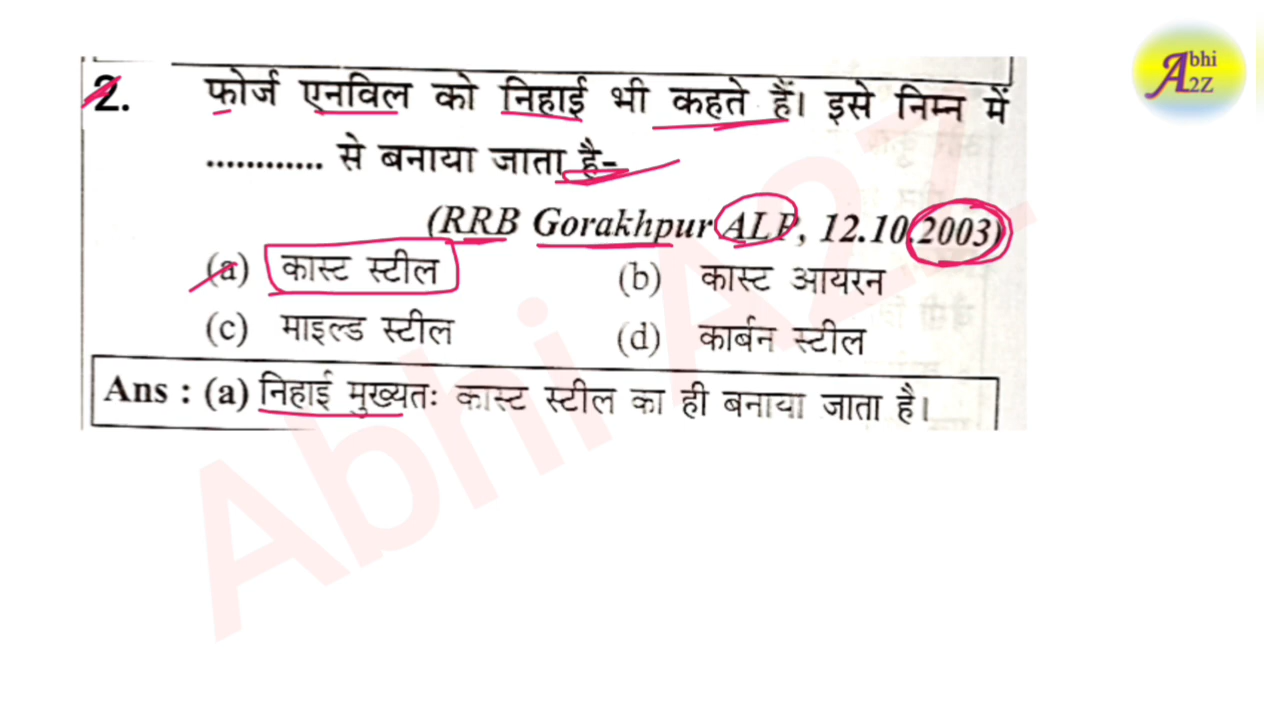 Abhi
A2Z
2. फोर्ज एनविल को निहाई भी कहते हैं। इसे निम्न में
............ से बनाया जाता है-
(RRB Gorakhpur ALP, 12.10.2003)
(a) कास्ट स्टील (b) कास्ट आयरन
(c) माइल्ड स्टील (d) कार्बन स्टील
Ans : (a) निहाई मुख्यतः कास्ट स्टील का ही बनाया जाता है।
Abhi A2Z